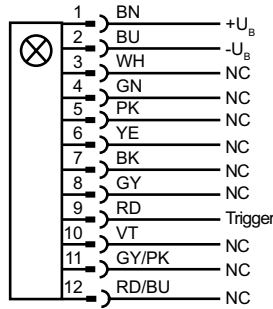 1 BN +UB
2 BU -UB
3 WH NC
4 GN NC
5 PK NC
6 YE NC
7 BK NC
8 GY NC
9 RD Trigger
10 VT NC
11 GY/PK NC
12 RD/BU NC